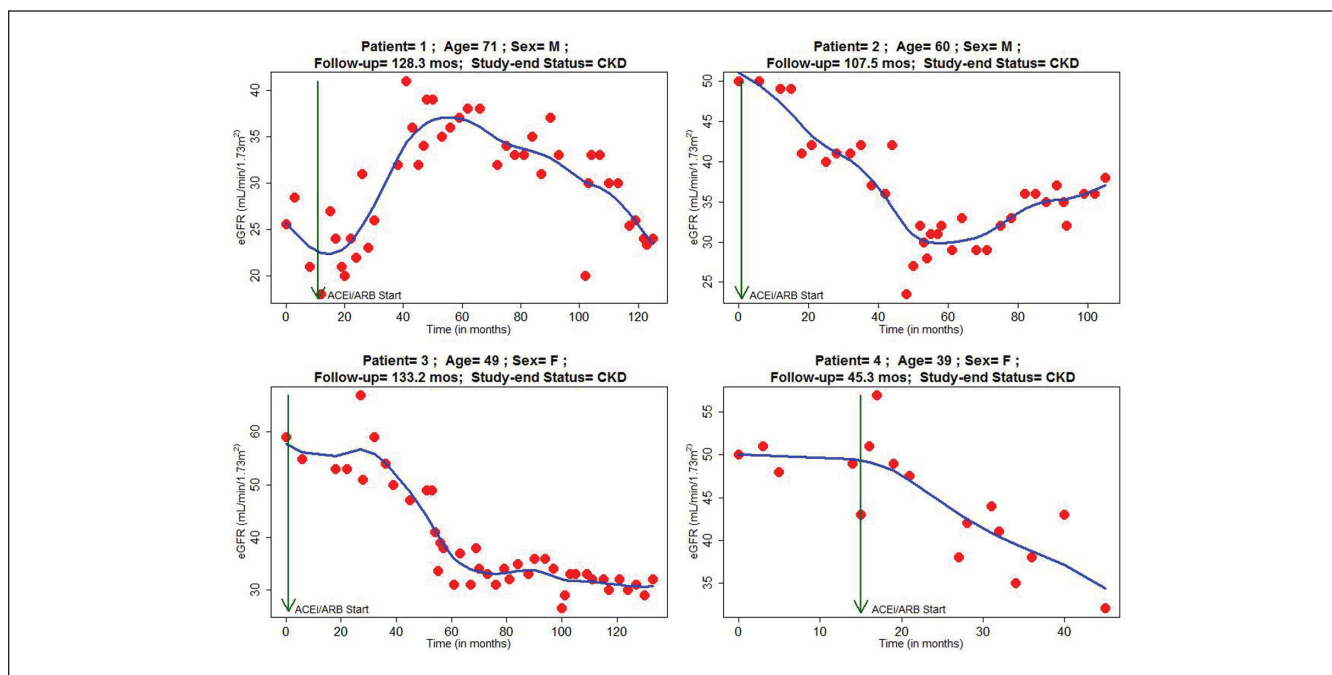 Patient= 1 ; Age= 71 ; Sex= M ;
Follow-up= 128.3 mos; Study-end Status= CKD
eGFR (mL/min/1.73m²)
40
35
30
25
20
ACEi/ARB Start
0 20 40 60 80 100 120
Time (in months)
Patient= 2 ; Age= 60 ; Sex= M ;
Follow-up= 107.5 mos; Study-end Status= CKD
eGFR (mL/min/1.73m²)
50
45
40
35
30
25
ACEi/ARB Start
0 20 40 60 80 100
Time (in months)
Patient= 3 ; Age= 49 ; Sex= F ;
Follow-up= 133.2 mos; Study-end Status= CKD
eGFR (mL/min/1.73m²)
60
50
40
30
ACEi/ARB Start
0 20 40 60 80 100 120
Time (in months)
Patient= 4 ; Age= 39 ; Sex= F ;
Follow-up= 45.3 mos; Study-end Status= CKD
eGFR (mL/min/1.73m²)
55
50
45
40
35
ACEi/ARB Start
0 10 20 30 40
Time (in months)